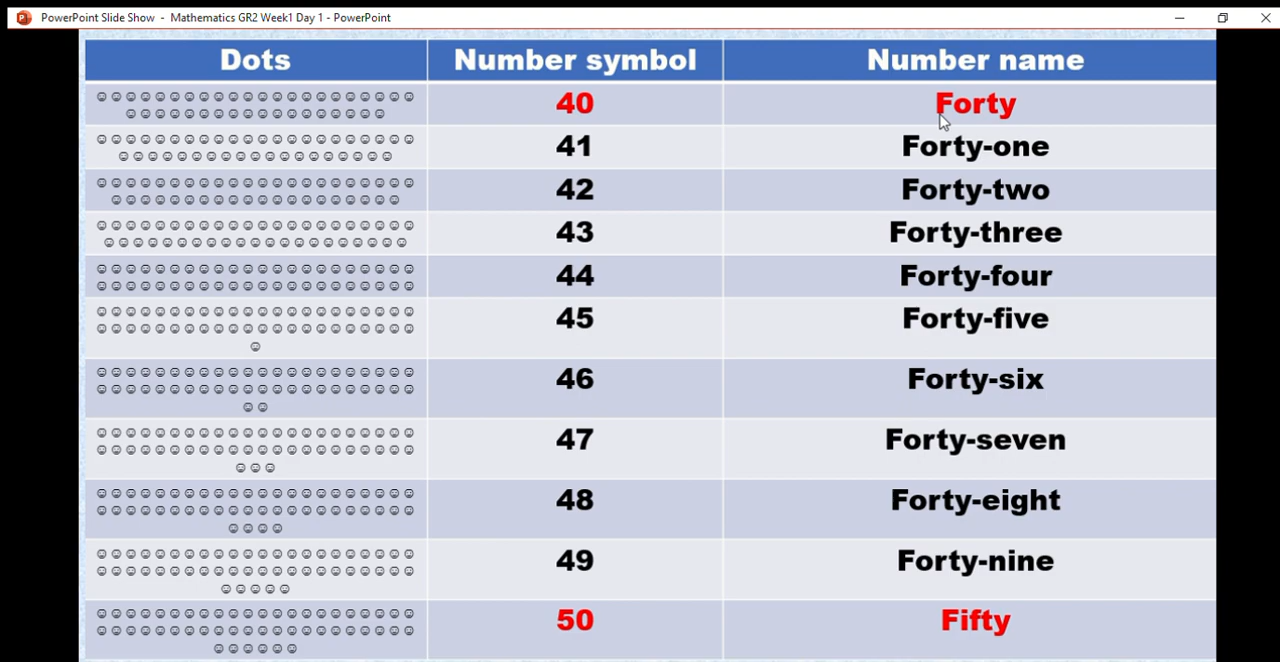 PowerPoint Slide Show - Mathematics GR2 Week1 Day 1 - PowerPoint
Dots Number symbol Number name
40 Forty
41 Forty-one
42 Forty-two
43 Forty-three
44 Forty-four
45 Forty-five
46 Forty-six
47 Forty-seven
48 Forty-eight
49 Forty-nine
50 Fifty